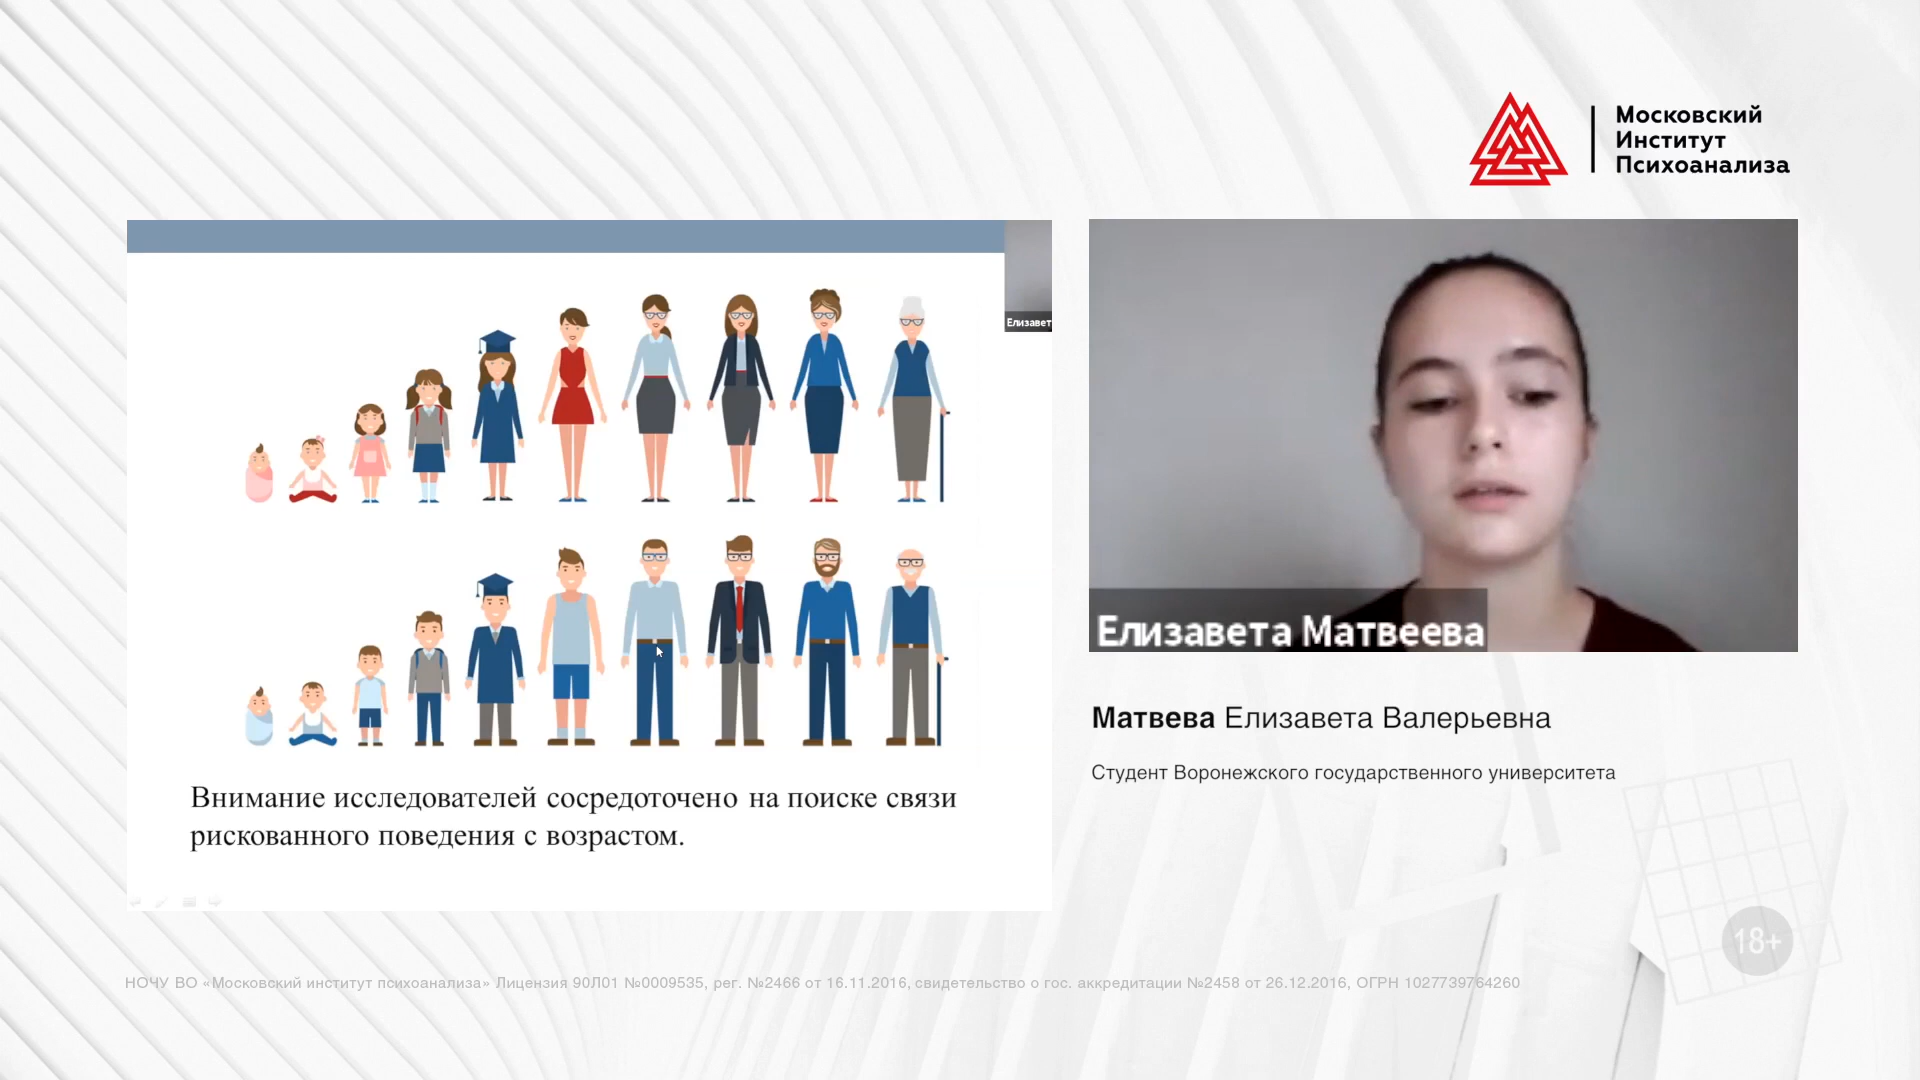 Московский
Институт
Психоанализа
Елизавет
Елизавета Матвеева
Матвева Елизавета Валерьевна
Студент Воронежского государственного университета
Внимание исследователей сосредоточено на поиске связи
рискованного поведения с возрастом.
18+
НОЧУ ВО «Московский институт психоанализа» Лицензия 90Л01 №0009535, рег. №2466 от 16.11.2016, свидетельство о гос. аккредитации №2458 от 26.12.2016, ОГРН 1027739764260